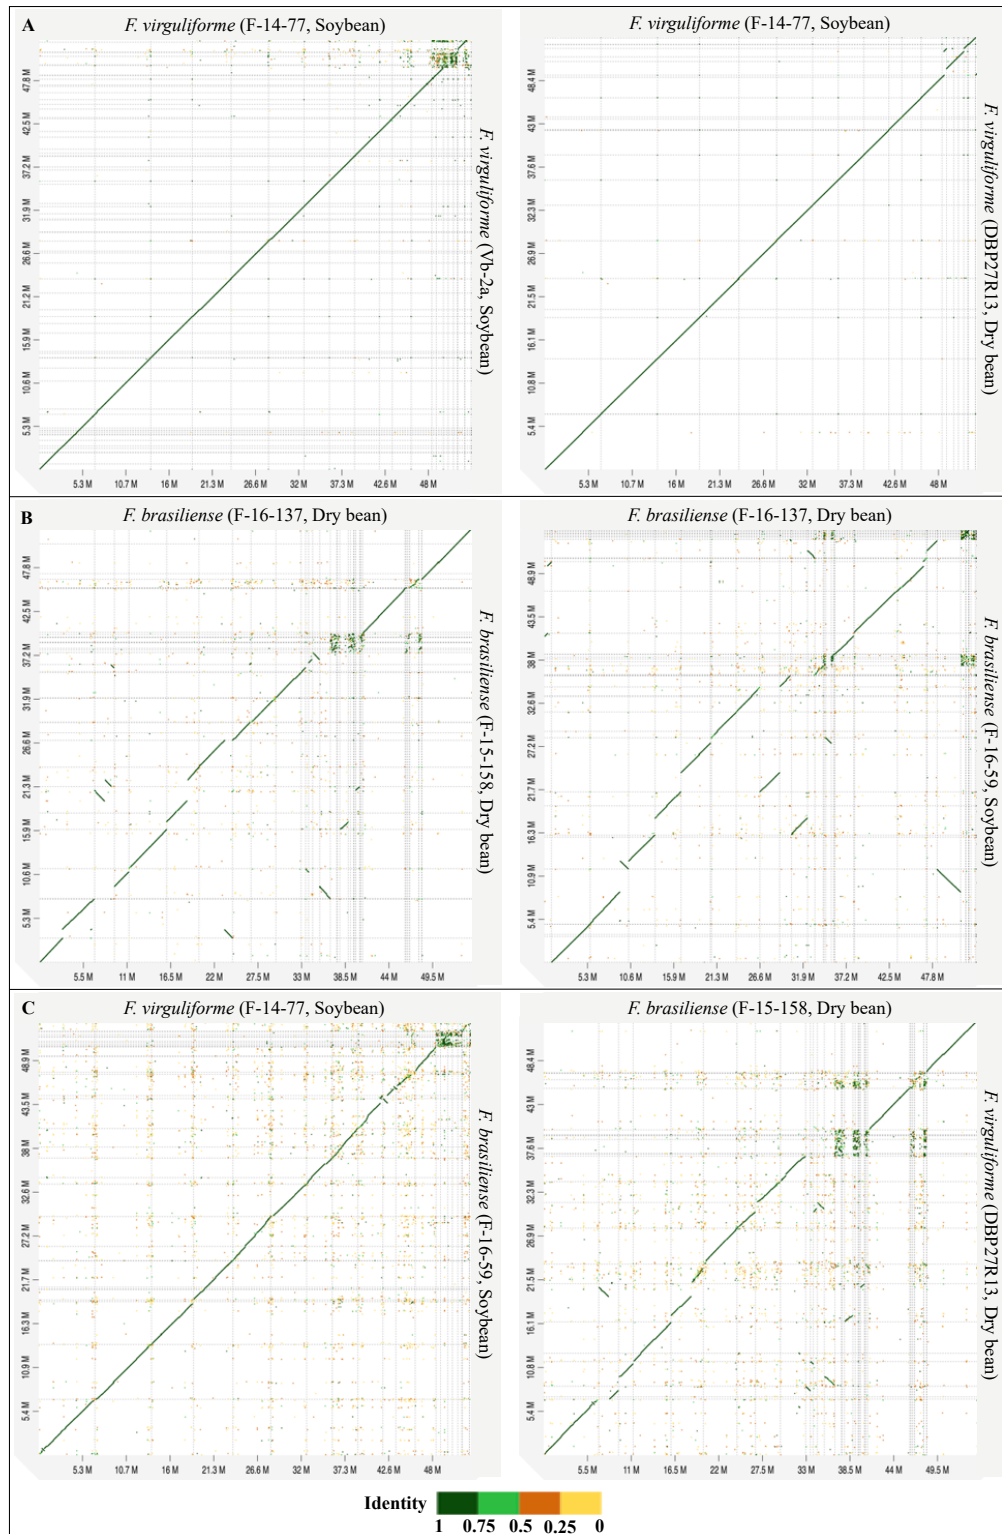 A
F. virguliforme (F-14-77, Soybean)
F. virguliforme (F-14-77, Soybean)
47.8 M
42.5 M
37.2 M
31.9 M
26.6 M
21.2 M
15.9 M
10.6 M
5.3 M
F. virguliforme (Vb-2a, Soybean)
48.4 M
43 M
37.6 M
32.3 M
26.9 M
21.5 M
16.1 M
10.8 M
5.4 M
F. virguliforme (DBP27R13, Dry bean)
5.3 M 10.7 M 16 M 21.3 M 26.6 M 32 M 37.3 M 42.6 M 48 M
5.3 M 10.7 M 16 M 21.3 M 26.6 M 32 M 37.3 M 42.6 M 48 M
B
F. brasiliense (F-16-137, Dry bean)
F. brasiliense (F-16-137, Dry bean)
47.8 M
42.5 M
37.2 M
31.9 M
26.6 M
21.3 M
15.9 M
10.6 M
5.3 M
F. brasiliense (F-15-158, Dry bean)
48.9 M
43.5 M
38 M
32.6 M
27.2 M
21.7 M
16.3 M
10.9 M
5.4 M
F. brasiliense (F-16-59, Soybean)
5.5 M 11 M 16.5 M 22 M 27.5 M 33 M 38.5 M 49.5 M
5.3 M 10.6 M 15.9 M 21.3 M 26.6 M 31.9 M 37.2 M 42.5 M 47.8 M
C
F. virguliforme (F-14-77, Soybean)
F. brasiliense (F-15-158, Dry bean)
48.9 M
43.5 M
38 M
32.6 M
27.2 M
21.7 M
16.3 M
10.9 M
5.4 M
F. brasiliense (F-16-59, Soybean)
48.4 M
43 M
37.6 M
32.3 M
26.9 M
21.5 M
16.1 M
10.8 M
5.4 M
F. virguliforme (DBP27R13, Dry bean)
5.3 M 10.7 M 16 M 21.3 M 26.6 M 32 M 37.3 M 42.6 M 48 M
5.5 M 11 M 16.5 M 22 M 27.5 M 33 M 38.5 M 49.5 M
Identity
1 0.75 0.5 0.25 0